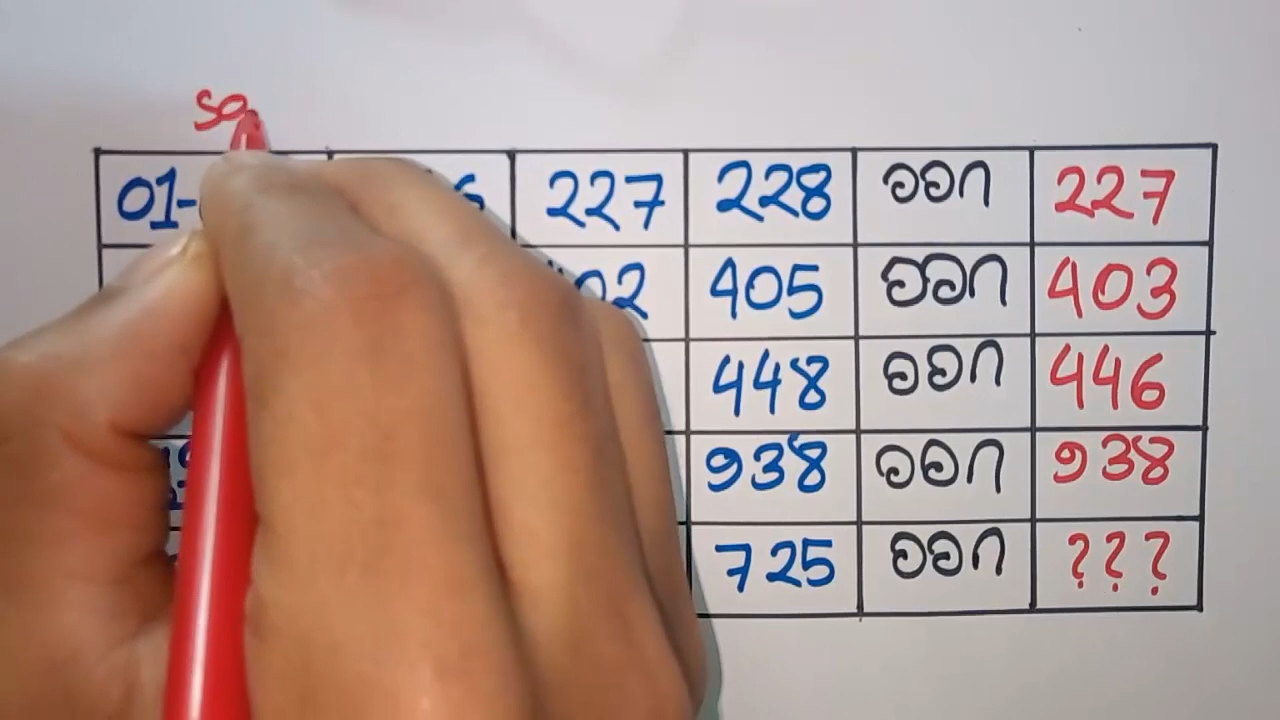 01- 227 228 ออก 227
405 ออก 403
448 ออก 446
938 ออก 938
725 ออก ???